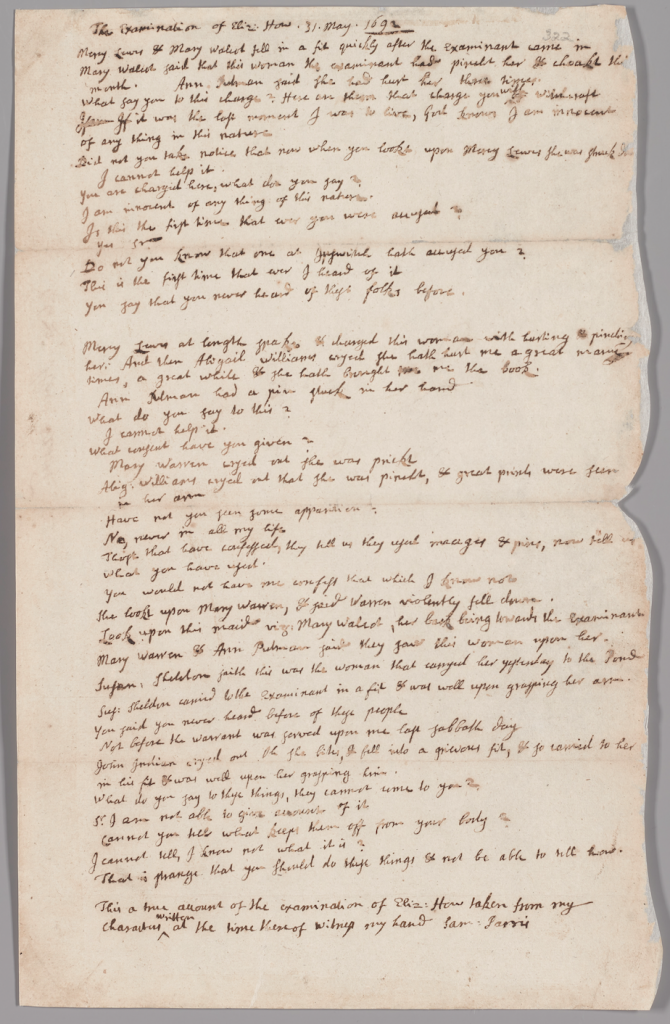 The Examination of Eliz: How. 31. May. 1692
322
Mercy Lewis & Mary Walcot fell in a fit quickly after the Examinant came in
Mary Walcot said that this woman the examinant had pincht her & choakt this
month. Ann Putman said she had hurt her three times.
What say you to this charge? Here are them that charge you with witchcraft
If it was the last moment I was to live, God knows I am innocent
of any thing in this nature
Did not you take notice that now when you lookt upon Mercy Lewis she was struck
I cannot help it.
You are charged here, what doe you say?
I am innocent of any thing of this nature.
Is this the first time that ever you were accused?
Yes Sr
Do not you know that one at Ipswitch hath accused you?
This is the first time that ever I heard of it
You say that you never heard of these folks before.
Mercy Lewis at length spake & charged this woman with hurting & pinching
her: And then Abigail Williams cryed she hath hurt me a great many
times, a great while & she hath brought me the book.
Ann Putman had a pin stuck in her hand
What do you say to this?
I cannot help it.
What consent have you given?
Mary Warren cryed out she was prickt
Abig: Williams cryed out that she was pincht, & great prints were seen
in her arm
Have not you seen some apparition?
No, never in all my life
Those that have confessed, they tell us they used images & pins, now tell us
What you have used.
You would not have me confess that which I know not
She lookt upon Mary Warren, & said Warren violently fell down.
Look upon this maid viz: Mary Walcot, her back being towards the Examinant
Mary Warren & Ann Putman said they saw this woman upon her.
Susan: Sheldon saith this was the woman that carryed her yesterday to the Pond
Sus: Sheldon carried to the Examinant in a fit & was well upon grasping her arm.
You said you never heard before of these people
Not before the warrant was served upon me last sabbath day
John Indian cryed out Oh she bites, & fell into a grievous fit, & so carried to her
in his fit & was well upon her grasping him.
What do you say to these things, they cannot come to you?
Sr I am not able to give account of it
Cannot you tell what keeps them off from your body?
I cannot tell, I know not what it is?
That is strange that you should do these things & not be able to tell how.
This a true account of the examination of Eliz: How taken from my
characters written at the time thereof witness my hand Sam: Parris